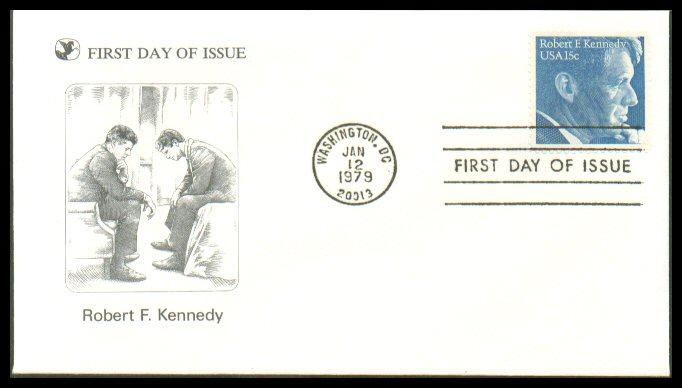 FIRST DAY OF ISSUE
Robert F. Kennedy
WASHINGTON, DC
JAN
12
1979
20013
Robert F. Kennedy
USA 15c
FIRST DAY OF ISSUE